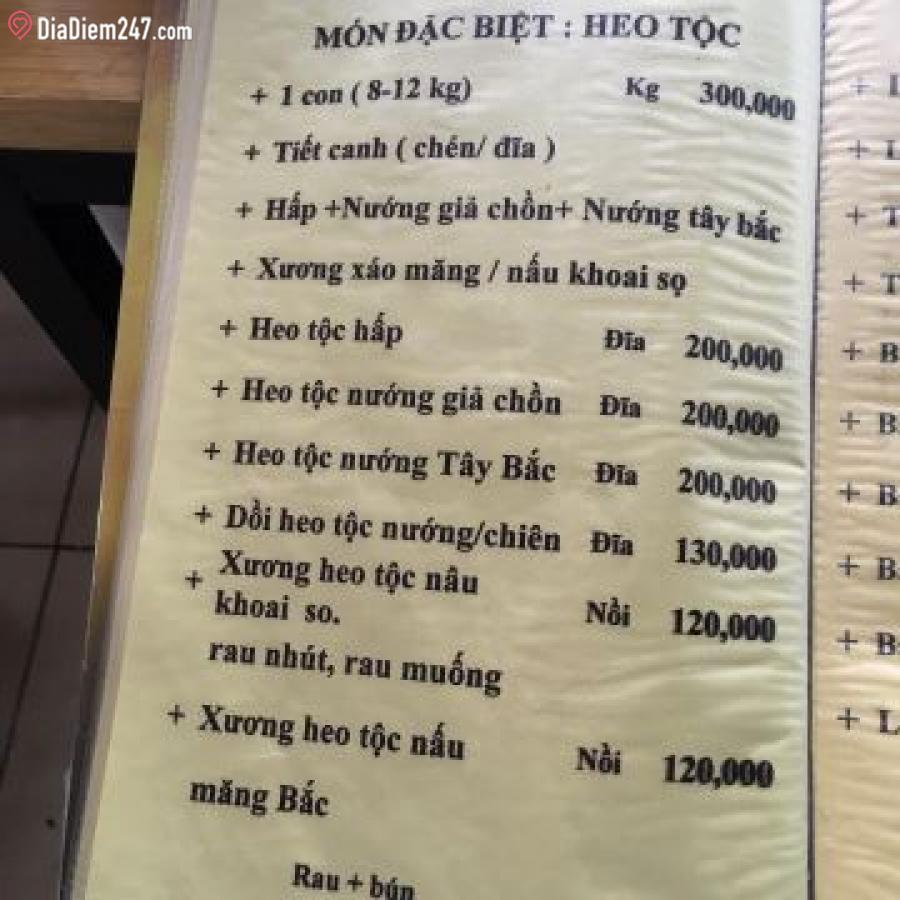 DiaDiem247.com
MÓN ĐẶC BIỆT : HEO TỘC
+ 1 con ( 8-12 kg) Kg 300,000
+ Tiết canh ( chén/ đĩa )
+ Hấp +Nướng giả chồn+ Nướng tây bắc
+ Xương xáo măng / nấu khoai sọ
+ Heo tộc hấp Đĩa 200,000
+ Heo tộc nướng giả chồn Đĩa 200,000
+ Heo tộc nướng Tây Bắc Đĩa 200,000
+ Dồi heo tộc nướng/chiên Đĩa 130,000
+ Xương heo tộc nâu
khoai so. Nồi 120,000
rau nhút, rau muống
+ Xương heo tộc nấu Nồi 120,000
măng Bắc
Rau + bún